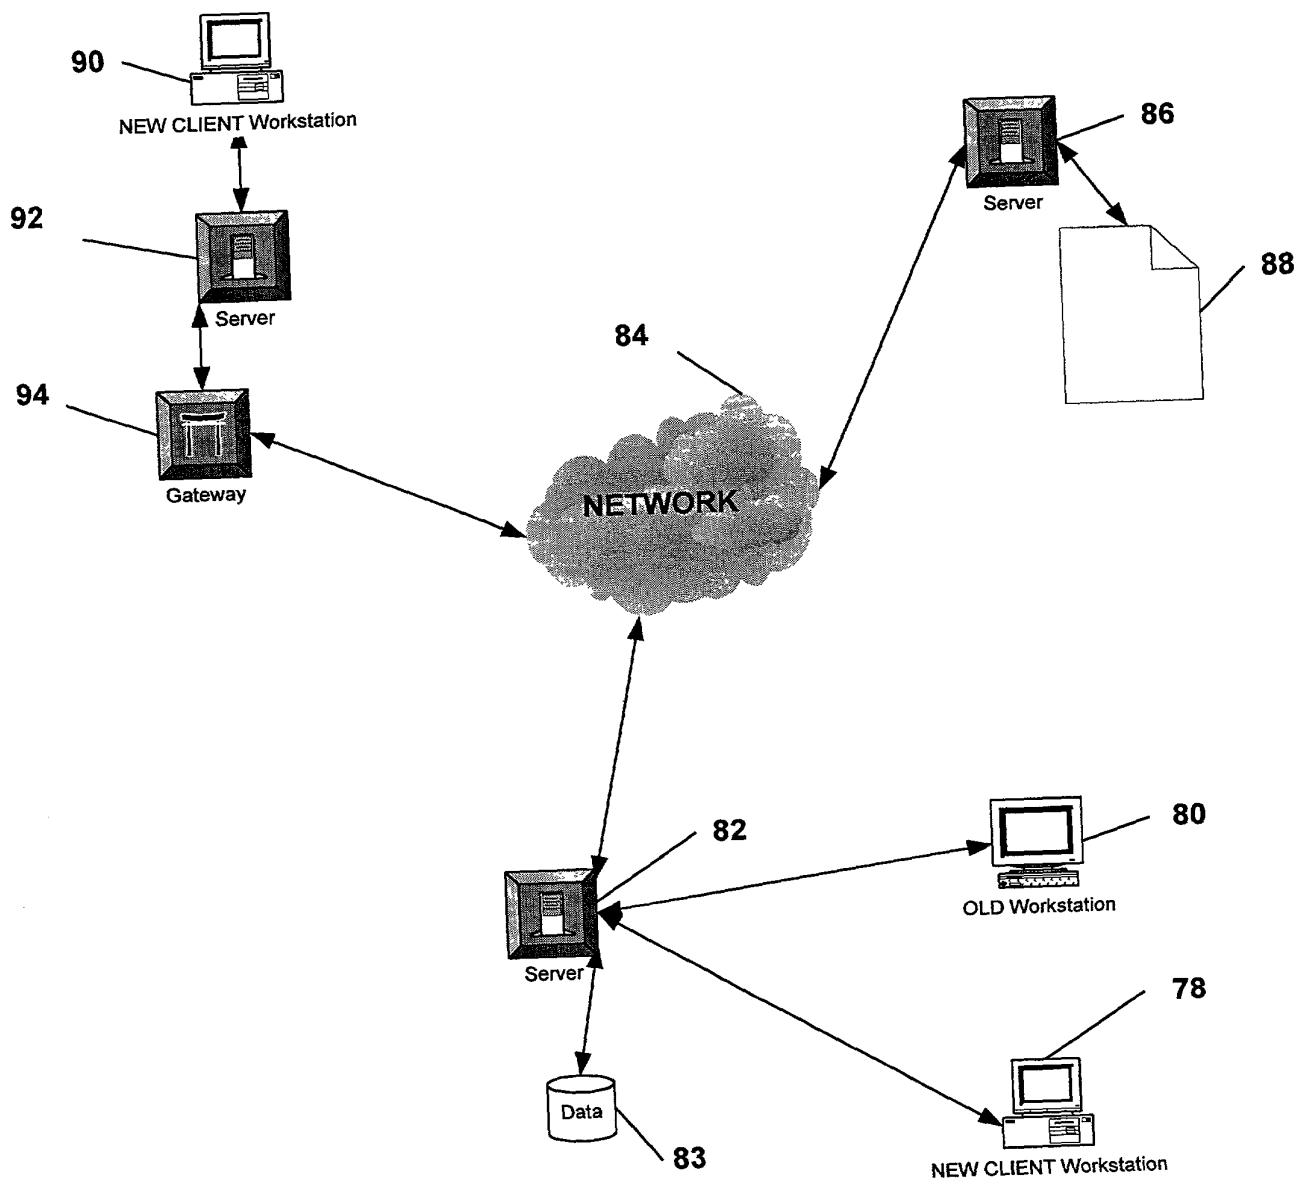 90
NEW CLIENT Workstation
86
Server
92
Server
88
84
94
Gateway
NETWORK
82
80
Server
OLD Workstation
78
Data
83
NEW CLIENT Workstation